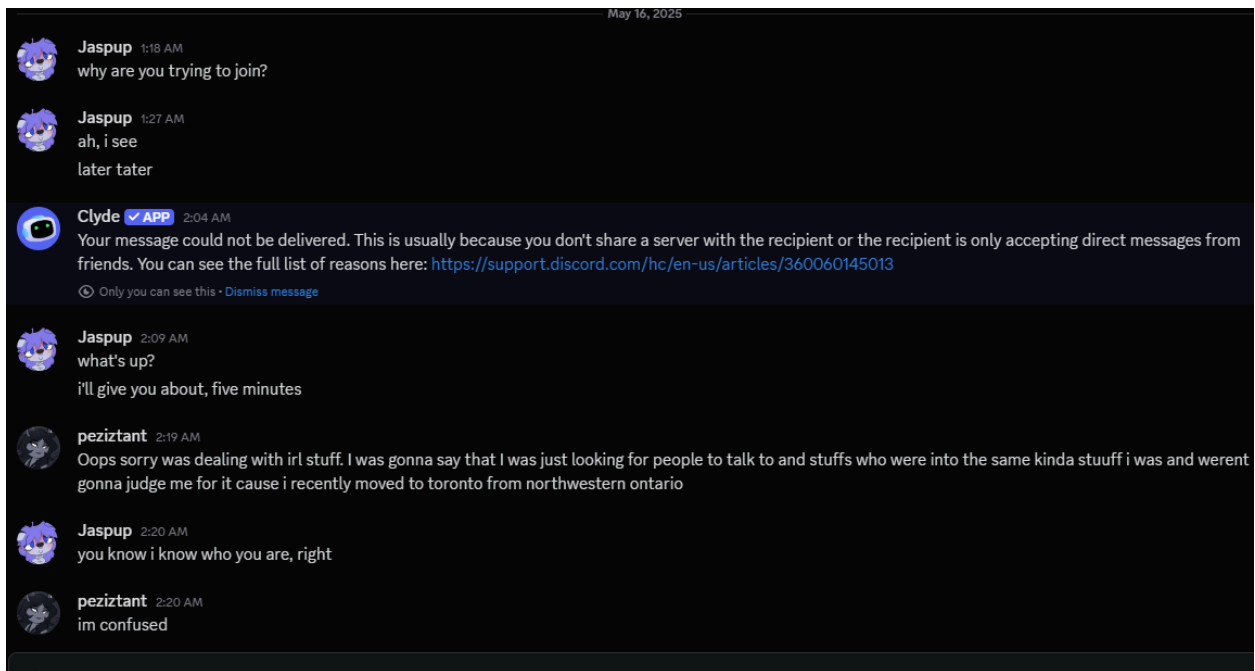 May 16, 2025
Jaspup 1:18 AM
why are you trying to join?
Jaspup 1:27 AM
ah, i see
later tater
Clyde ✓ APP 2:04 AM
Your message could not be delivered. This is usually because you don't share a server with the recipient or the recipient is only accepting direct messages from
friends. You can see the full list of reasons here: https://support.discord.com/hc/en-us/articles/360060145013
Only you can see this • Dismiss message
Jaspup 2:09 AM
what's up?
i'll give you about, five minutes
peziztant 2:19 AM
Oops sorry was dealing with irl stuff. I was gonna say that I was just looking for people to talk to and stuffs who were into the same kinda stuuff i was and werent
gonna judge me for it cause i recently moved to toronto from northwestern ontario
Jaspup 2:20 AM
you know i know who you are, right
peziztant 2:20 AM
im confused